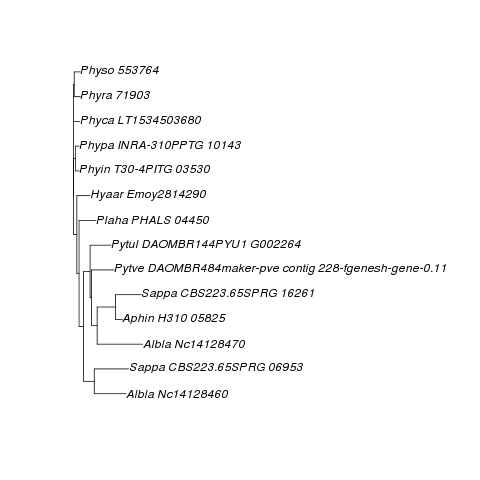 Physo 553764
Phyra 71903
Phyca LT1534503680
Phypa INRA-310PPTG 10143
Phyin T30-4PITG 03530
Hyaar Emoy2814290
Plaha PHALS 04450
Pytul DAOMBR144PYU1 G002264
Pytve DAOMBR484maker-pve contig 228-fgenesh-gene-0.11
Sappa CBS223.65SPRG 16261
Aphin H310 05825
Albla Nc14128470
Sappa CBS223.65SPRG 06953
Albla Nc14128460